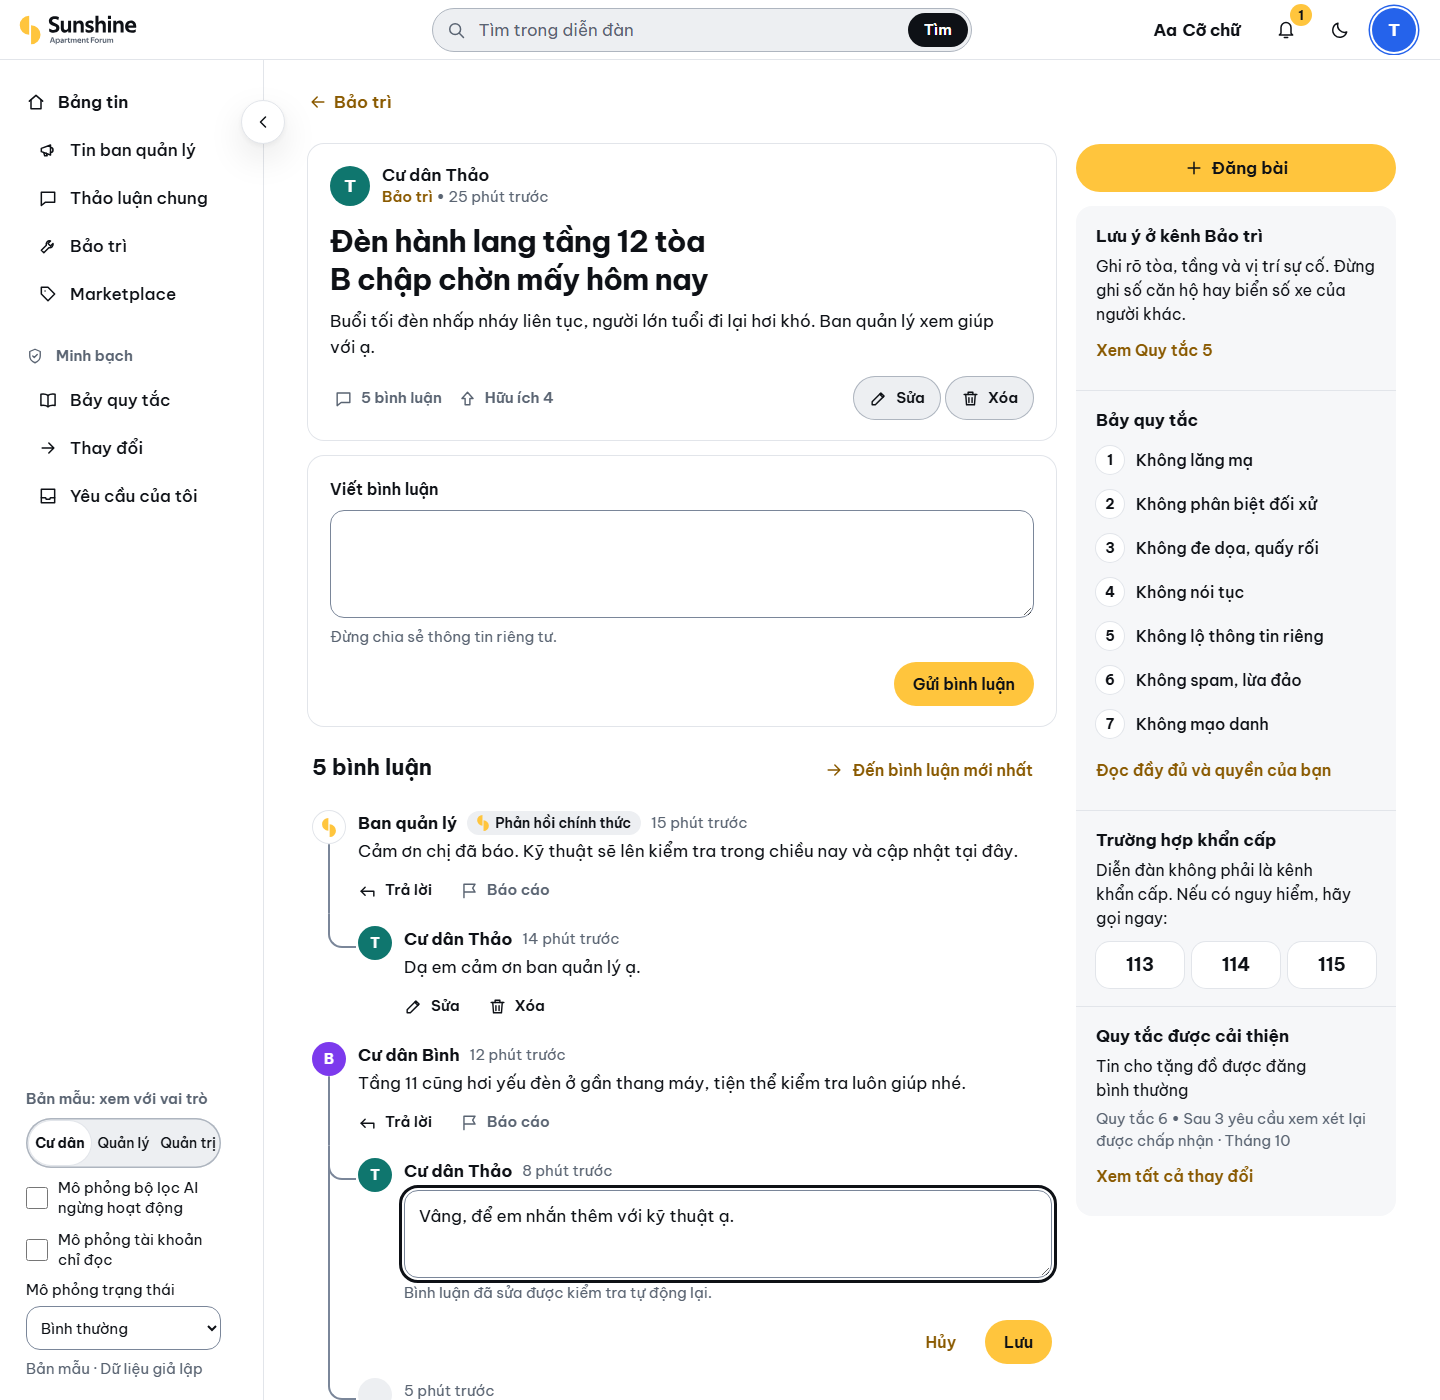 Sunshine
Apartment Forum
Tìm trong diễn đàn
Tìm
Aa Cỡ chữ
1
T
Bảng tin
Tin ban quản lý
Thảo luận chung
Bảo trì
Marketplace
Minh bạch
Bảy quy tắc
Thay đổi
Yêu cầu của tôi
Bản mẫu: xem với vai trò
Cư dân
Quản lý
Quản trị
Mô phỏng bộ lọc AI
ngừng hoạt động
Mô phỏng tài khoản
chỉ đọc
Mô phỏng trạng thái
Bình thường
Bản mẫu · Dữ liệu giả lập
Bảo trì
T
Cư dân Thảo
Bảo trì • 25 phút trước
Đèn hành lang tầng 12 tòa
B chập chờn mấy hôm nay
Buổi tối đèn nhấp nháy liên tục, người lớn tuổi đi lại hơi khó. Ban quản lý xem giúp
với ạ.
5 bình luận
Hữu ích 4
Sửa
Xóa
Viết bình luận
Đừng chia sẻ thông tin riêng tư.
Gửi bình luận
5 bình luận
Đến bình luận mới nhất
Ban quản lý
Phản hồi chính thức
15 phút trước
Cảm ơn chị đã báo. Kỹ thuật sẽ lên kiểm tra trong chiều nay và cập nhật tại đây.
Trả lời
Báo cáo
T
Cư dân Thảo
14 phút trước
Dạ em cảm ơn ban quản lý ạ.
Sửa
Xóa
B
Cư dân Bình
12 phút trước
Tầng 11 cũng hơi yếu đèn ở gần thang máy, tiện thể kiểm tra luôn giúp nhé.
Trả lời
Báo cáo
T
Cư dân Thảo
8 phút trước
Vâng, để em nhắn thêm với kỹ thuật ạ.
Bình luận đã sửa được kiểm tra tự động lại.
Hủy
Lưu
5 phút trước
Đăng bài
Lưu ý ở kênh Bảo trì
Ghi rõ tòa, tầng và vị trí sự cố. Đừng
ghi số căn hộ hay biển số xe của
người khác.
Xem Quy tắc 5
Bảy quy tắc
1 Không lăng mạ
2 Không phân biệt đối xử
3 Không đe dọa, quấy rối
4 Không nói tục
5 Không lộ thông tin riêng
6 Không spam, lừa đảo
7 Không mạo danh
Đọc đầy đủ và quyền của bạn
Trường hợp khẩn cấp
Diễn đàn không phải là kênh
khẩn cấp. Nếu có nguy hiểm, hãy
gọi ngay:
113
114
115
Quy tắc được cải thiện
Tin cho tặng đồ được đăng
bình thường
Quy tắc 6 • Sau 3 yêu cầu xem xét lại
được chấp nhận · Tháng 10
Xem tất cả thay đổi